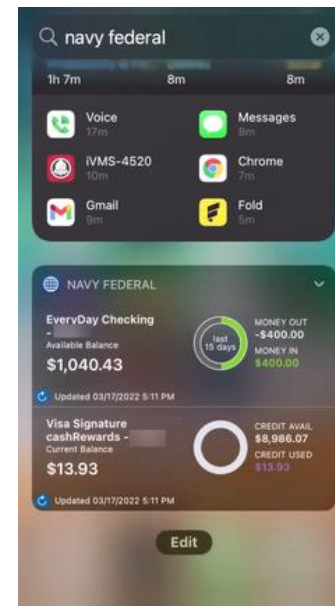 navy federal
1h 7m 8m 8m
Voice
17m
Messages
8m
iVMS-4520
10m
Chrome
7m
Gmail
9m
Fold
5m
NAVY FEDERAL
EveryDay Checking
-
Available Balance
$1,040.43
last
15 days
MONEY OUT
-$400.00
MONEY IN
$400.00
Updated 03/17/2022 5:11 PM
Visa Signature
cashRewards -
Current Balance
$13.93
CREDIT AVAIL
$8,986.07
CREDIT USED
$13.93
Updated 03/17/2022 5:11 PM
Edit